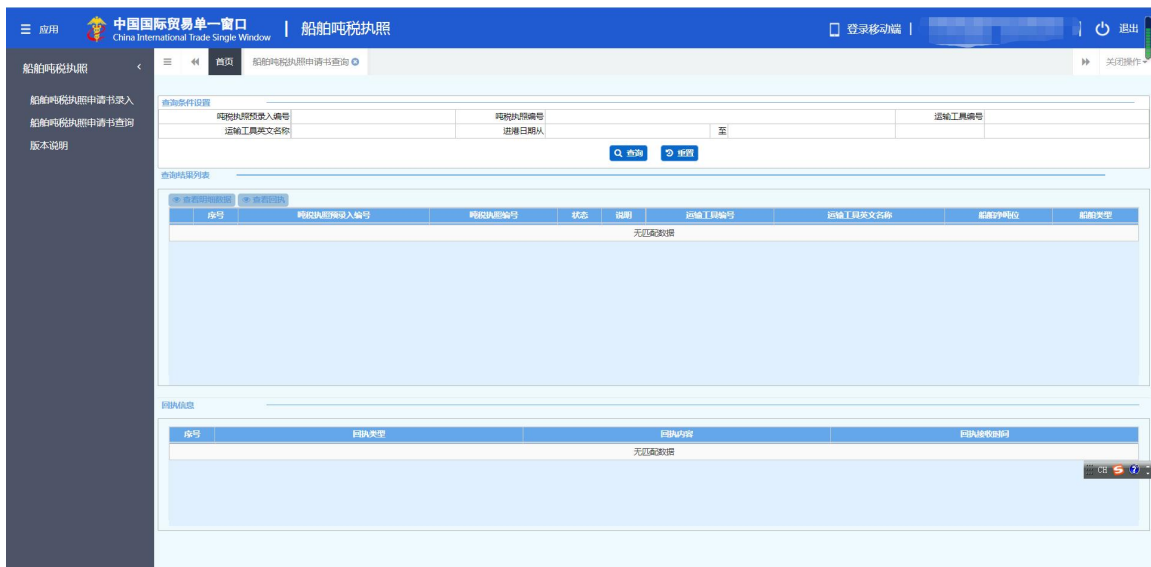 应用
中国国际贸易单一窗口
China International Trade Single Window
船舶吨税执照
登录移动端
退出
船舶吨税执照
首页
船舶吨税执照申请书查询
关闭操作
船舶吨税执照申请书录入
船舶吨税执照申请书查询
版本说明
查询条件设置
吨税执照预录入编号 吨税执照编号 运输工具编号
运输工具英文名称 进港日期从 至
查询 重置
查询结果列表
查看明细数据 查看回执
序号 吨税执照预录入编号 吨税执照编号 状态 说明 运输工具编号 运输工具英文名称 船舶净吨位 船舶类型
无匹配数据
回执信息
序号 回执类型 回执内容 回执接收时间
无匹配数据
CH